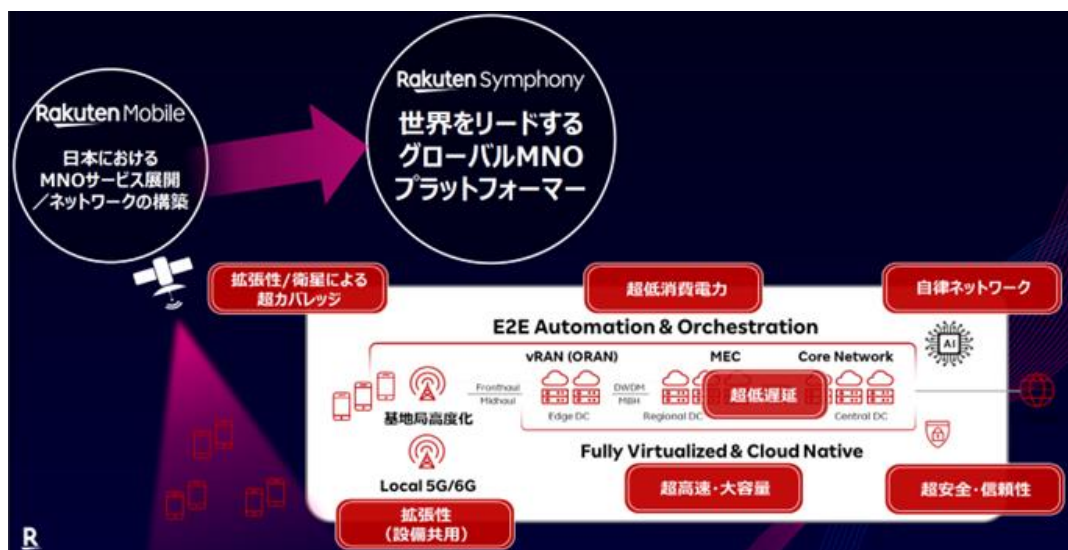 Rakuten Mobile
日本における
MNOサービス展開
／ネットワークの構築
Rakuten Symphony
世界をリードする
グローバルMNO
プラットフォーマー
拡張性/衛星による
超カバレッジ
超低消費電力
自律ネットワーク
E2E Automation & Orchestration
vRAN (ORAN)
MEC
Core Network
AI
Fronthaul
Midhaul
DWDM
MBH
超低遅延
Edge DC
Regional DC
Central DC
基地局高度化
Fully Virtualized & Cloud Native
Local 5G/6G
超高速・大容量
超安全・信頼性
拡張性
（設備共用）
R